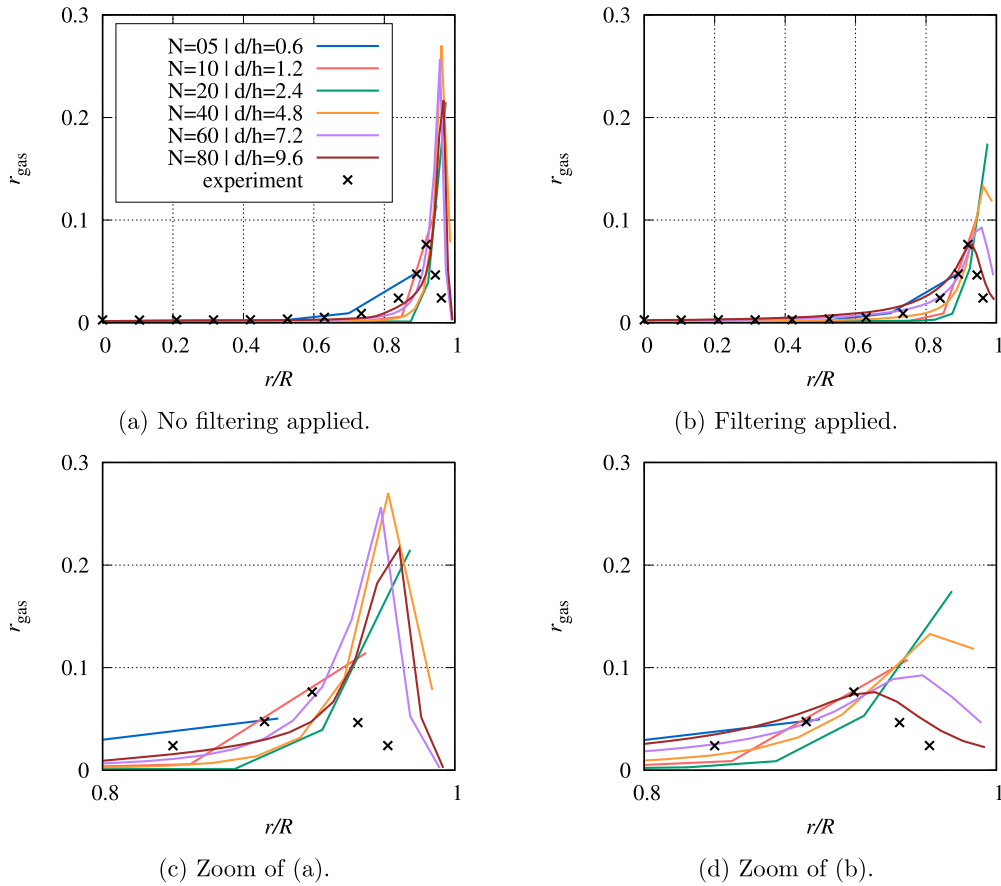 0.3
0.2
0.1
0
r_gas
N=05 | d/h=0.6
N=10 | d/h=1.2
N=20 | d/h=2.4
N=40 | d/h=4.8
N=60 | d/h=7.2
N=80 | d/h=9.6
experiment
0 0.2 0.4 0.6 0.8 1
r/R
(a) No filtering applied.
0.3
0.2
0.1
0
r_gas
0 0.2 0.4 0.6 0.8 1
r/R
(b) Filtering applied.
0.3
0.2
0.1
0
r_gas
0.8 1
r/R
(c) Zoom of (a).
0.3
0.2
0.1
0
r_gas
0.8 1
r/R
(d) Zoom of (b).